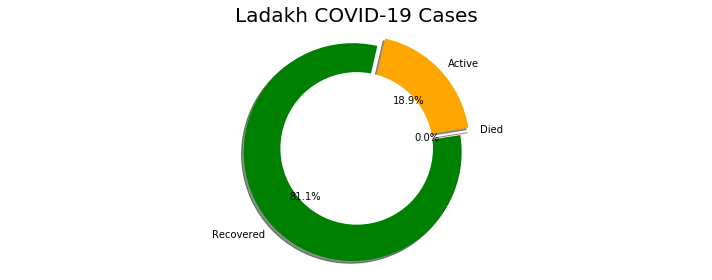 Ladakh COVID-19 Cases
Active
18.9%
Died
0.0%
81.1%
Recovered